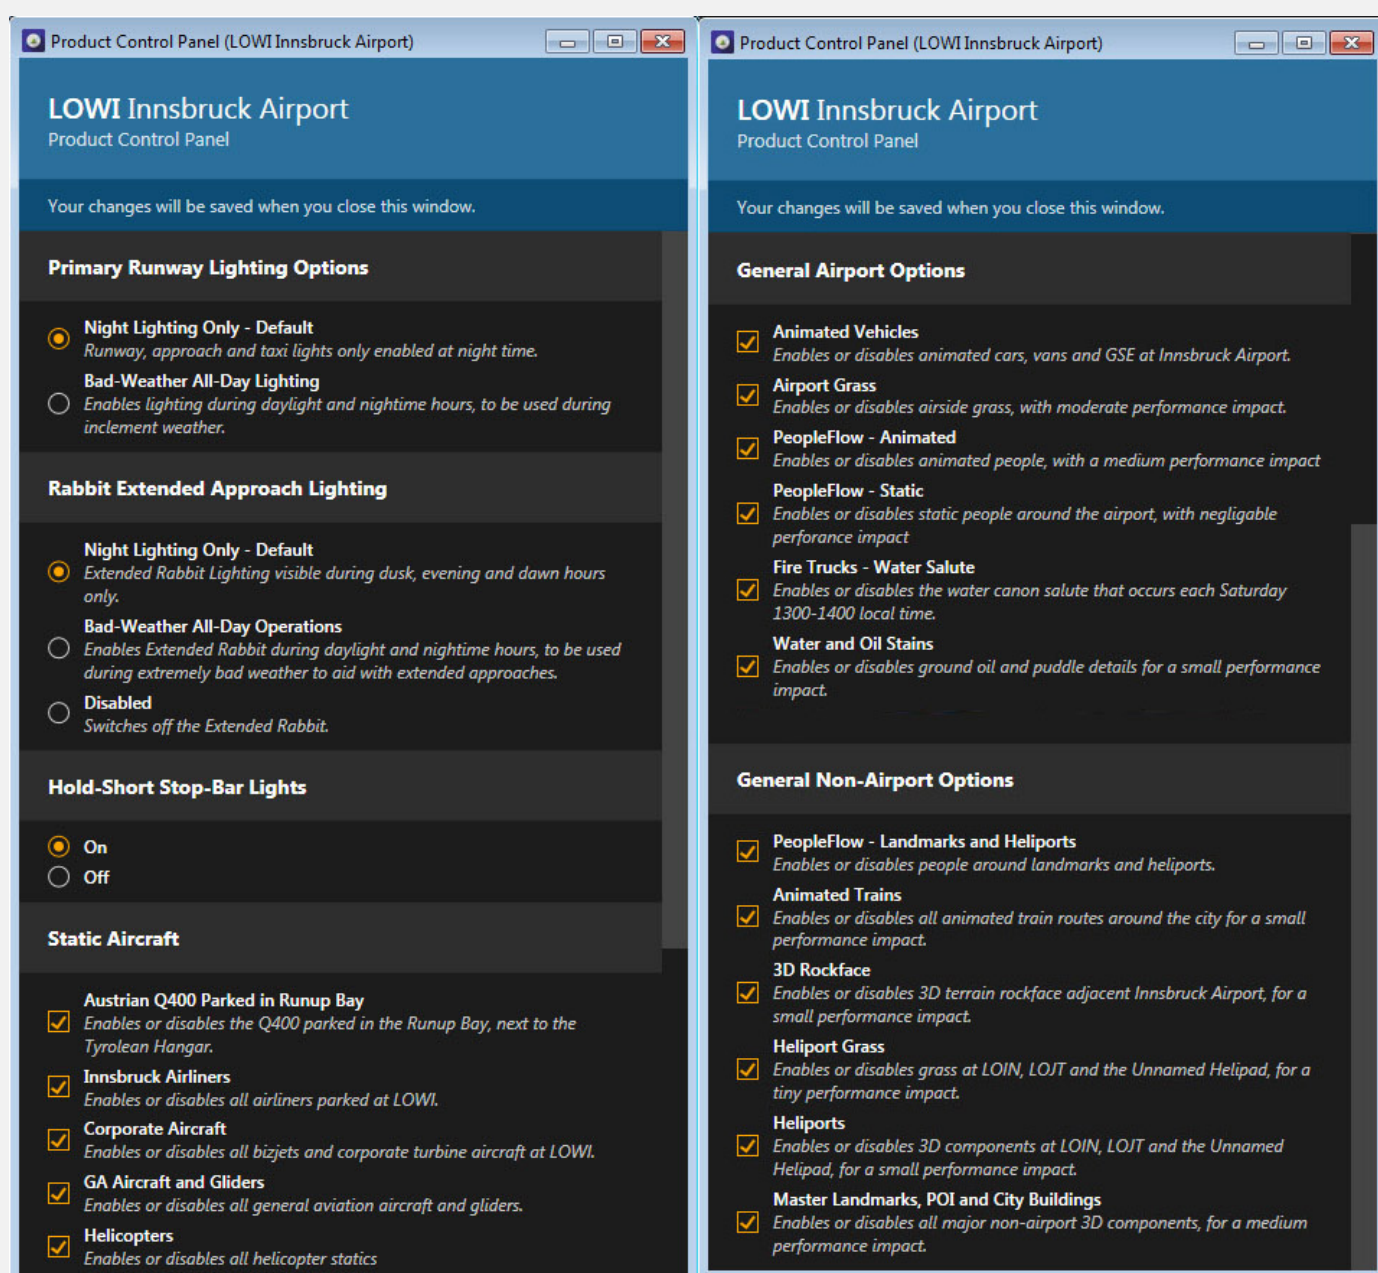 Product Control Panel (LOWI Innsbruck Airport)
LOWI Innsbruck Airport
Product Control Panel
Your changes will be saved when you close this window.
Primary Runway Lighting Options
Night Lighting Only - Default
Runway, approach and taxi lights only enabled at night time.
Bad-Weather All-Day Lighting
Enables lighting during daylight and nightime hours, to be used during
inclement weather.
Rabbit Extended Approach Lighting
Night Lighting Only - Default
Extended Rabbit Lighting visible during dusk, evening and dawn hours
only.
Bad-Weather All-Day Operations
Enables Extended Rabbit during daylight and nightime hours, to be used
during extremely bad weather to aid with extended approaches.
Disabled
Switches off the Extended Rabbit.
Hold-Short Stop-Bar Lights
On
Off
Static Aircraft
Austrian Q400 Parked in Runup Bay
Enables or disables the Q400 parked in the Runup Bay, next to the
Tyrolean Hangar.
Innsbruck Airliners
Enables or disables all airliners parked at LOWI.
Corporate Aircraft
Enables or disables all bizjets and corporate turbine aircraft at LOWI.
GA Aircraft and Gliders
Enables or disables all general aviation aircraft and gliders.
Helicopters
Enables or disables all helicopter statics
Product Control Panel (LOWI Innsbruck Airport)
LOWI Innsbruck Airport
Product Control Panel
Your changes will be saved when you close this window.
General Airport Options
Animated Vehicles
Enables or disables animated cars, vans and GSE at Innsbruck Airport.
Airport Grass
Enables or disables airside grass, with moderate performance impact.
PeopleFlow - Animated
Enables or disables animated people, with a medium performance impact
PeopleFlow - Static
Enables or disables static people around the airport, with negligable
perforance impact
Fire Trucks - Water Salute
Enables or disables the water canon salute that occurs each Saturday
1300-1400 local time.
Water and Oil Stains
Enables or disables ground oil and puddle details for a small performance
impact.
General Non-Airport Options
PeopleFlow - Landmarks and Heliports
Enables or disables people around landmarks and heliports.
Animated Trains
Enables or disables all animated train routes around the city for a small
performance impact.
3D Rockface
Enables or disables 3D terrain rockface adjacent Innsbruck Airport, for a
small performance impact.
Heliport Grass
Enables or disables grass at LOIN, LOJT and the Unnamed Helipad, for a
tiny performance impact.
Heliports
Enables or disables 3D components at LOIN, LOJT and the Unnamed
Helipad, for a small performance impact.
Master Landmarks, POI and City Buildings
Enables or disables all major non-airport 3D components, for a medium
performance impact.